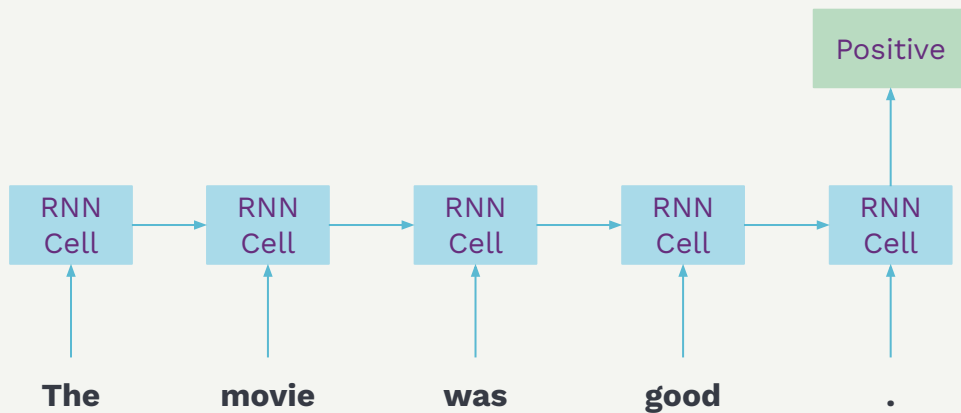 Positive
RNN
Cell
RNN
Cell
RNN
Cell
RNN
Cell
RNN
Cell
The movie was good .